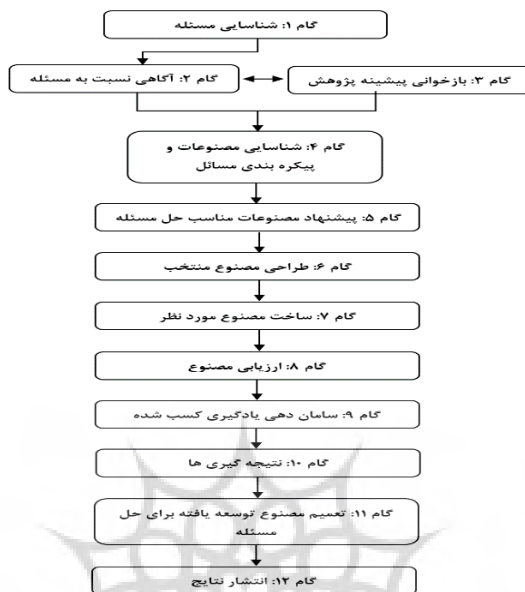 گام ۱: شناسایی مسئله
گام ۲: آگاهی نسبت به مسئله
گام ۳: بازخوانی پیشینه پژوهش
گام ۴: شناسایی مصنوعات و
پیکره بندی مسائل
گام ۵: پیشنهاد مصنوعات مناسب حل مسئله
گام ۶: طراحی مصنوع منتخب
گام ۷: ساخت مصنوع مورد نظر
گام ۸: ارزیابی مصنوع
گام ۹: سامان دهی یادگیری کسب شده
گام ۱۰: نتیجه گیری ها
گام ۱۱: تعمیم مصنوع توسعه یافته برای حل
مسئله
گام ۱۲: انتشار نتایج